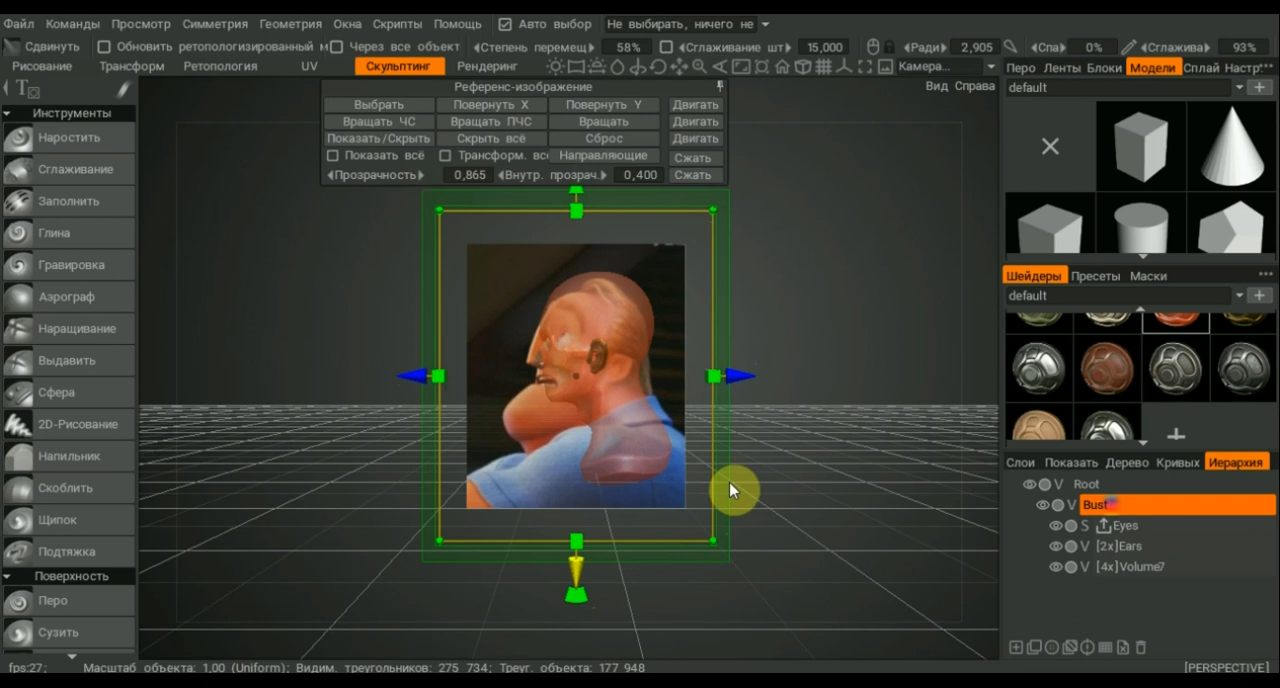 Файл Команды Просмотр Симметрия Геометрия Окна Скрипты Помощь Авто выбор Не выбирать, ничего не
Сдвинуть Обновить ретопологизированный м Через все объект Степень перемещ 58% Сглаживание шт 15,000 Ради 2,905 Спа 0% Сглажива 93%
Рисование Трансформ Ретопология UV Скульптинг Рендеринг Камера... Перо Ленты Блоки Модели Сплай Настр...
default
Референс-изображение
Вид Справа
Выбрать Повернуть X Повернуть Y Двигать
Вращать ЧС Вращать ПЧС Вращать Двигать
Показать/Скрыть Скрыть всё Сброс Двигать
Показать всё Трансформ. всё Направляющие Сжать
Прозрачность 0,865 Внутр. прозрач. 0,400 Сжать
Инструменты
Наростить
Сглаживание
Заполнить
Глина
Гравировка
Аэрограф
Наращивание
Выдавить
Сфера
2D-Рисование
Напильник
Скоблить
Щипок
Подтяжка
Поверхность
Перо
Сузить
Шейдеры Пресеты Маски
default
Слои Показать Дерево Кривых Иерархия
V Root
V Bust
S Eyes
V [2x]Ears
V [4x]Volume7
fps:27; Масштаб объекта: 1,00 (Uniform); Видим. треугольников: 275 734; Треуг. объекта: 177 948 [PERSPECTIVE]